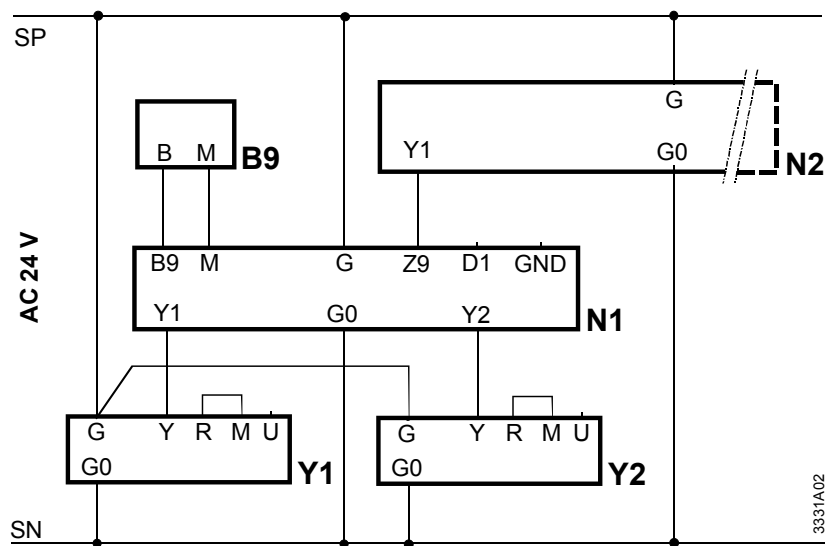 SP
G
B M B9
Y1 G0 N2
AC 24 V
B9 M G Z9 D1 GND
Y1 G0 Y2 N1
G Y R M U
G0 Y1
G Y R M U
G0 Y2
SN
3331A02